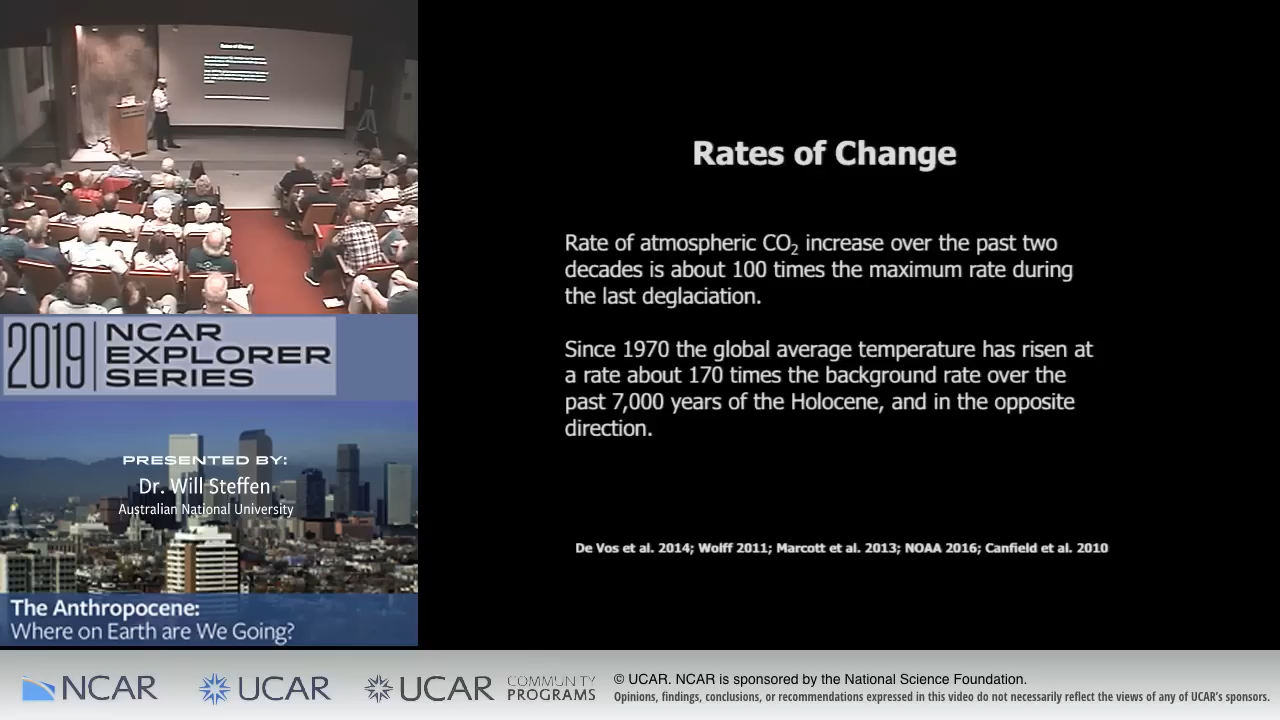 Rates of Change
Rate of atmospheric CO₂ increase over the past two
decades is about 100 times the maximum rate during
the last deglaciation.
Since 1970 the global average temperature has risen at
a rate about 170 times the background rate over the
past 7,000 years of the Holocene, and in the opposite
direction.
De Vos et al. 2014; Wolff 2011; Marcott et al. 2013; NOAA 2016; Canfield et al. 2010
Rates of Change
2019 NCAR
EXPLORER
SERIES
PRESENTED BY:
Dr. Will Steffen
Australian National University
The Anthropocene:
Where on Earth are We Going?
NCAR
UCAR
UCAR COMMUNITY
PROGRAMS
© UCAR. NCAR is sponsored by the National Science Foundation.
Opinions, findings, conclusions, or recommendations expressed in this video do not necessarily reflect the views of any of UCAR's sponsors.